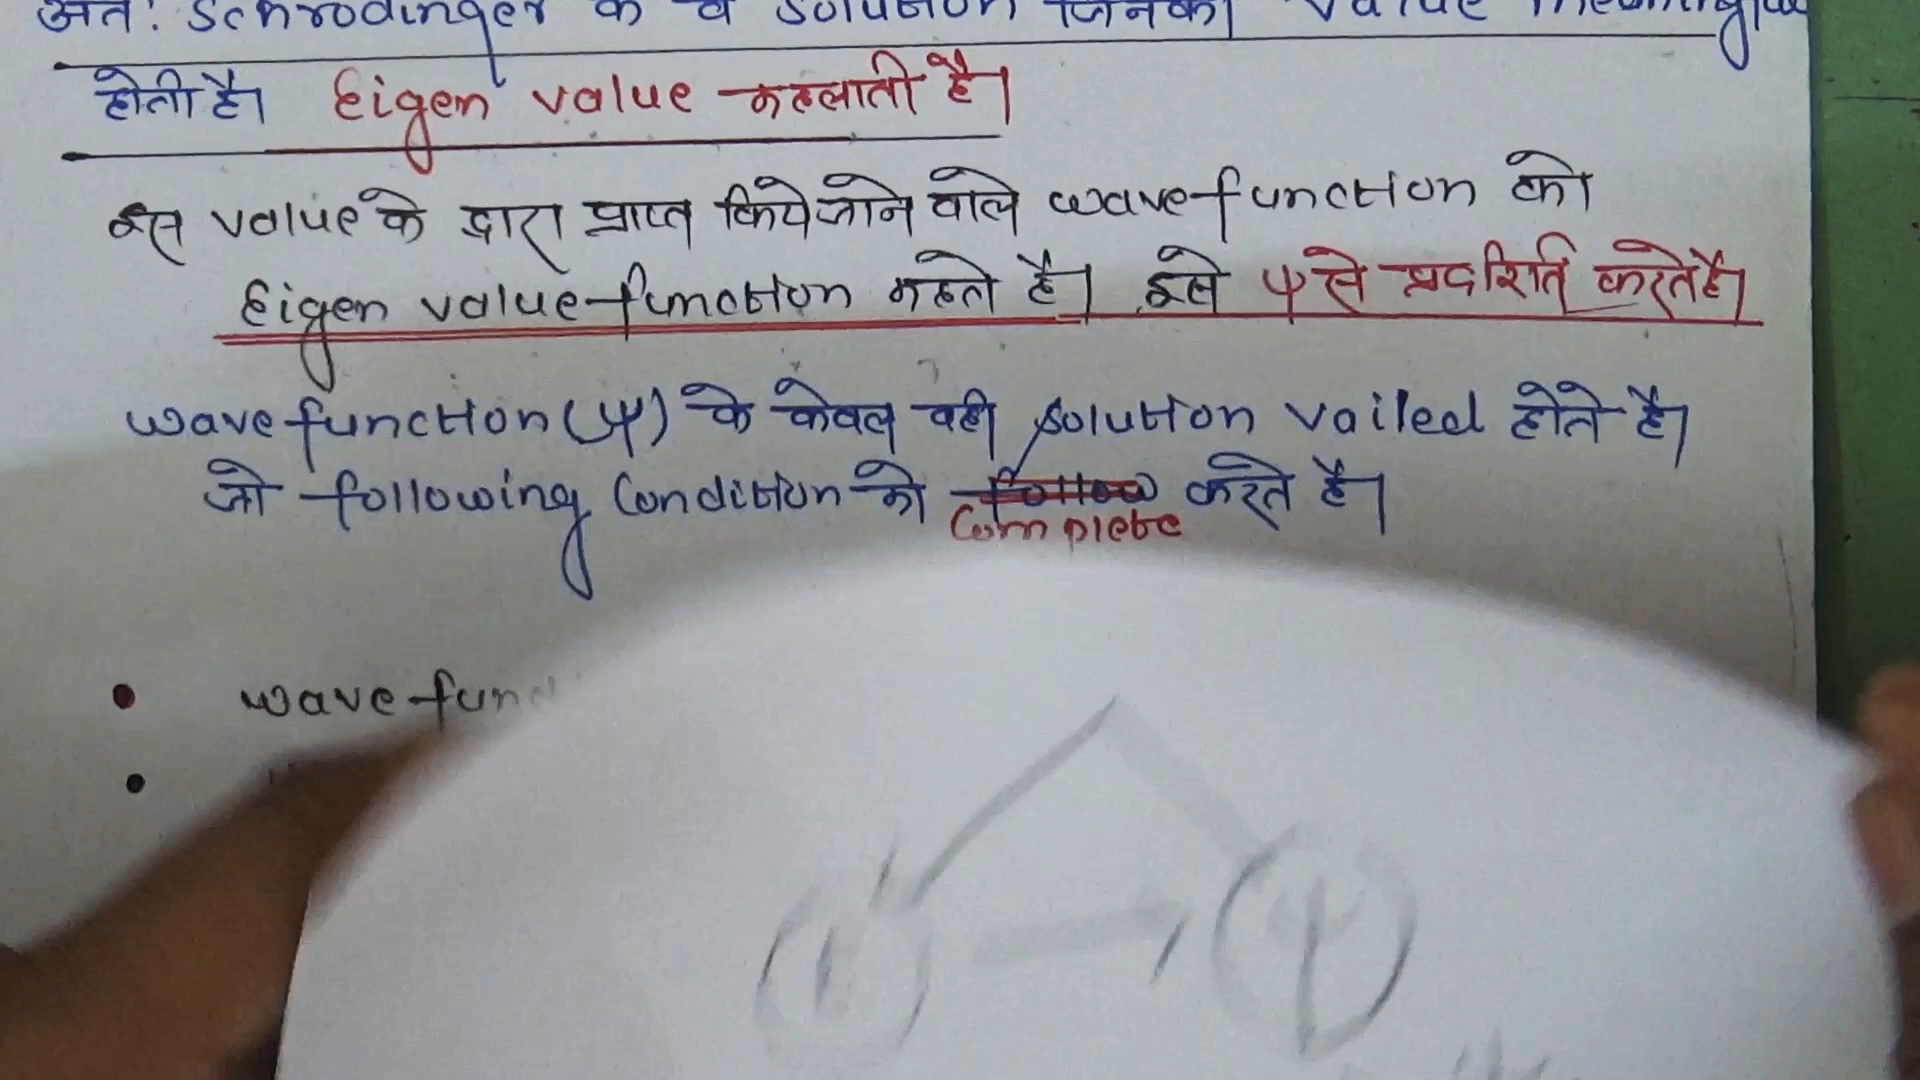 अतः Schrodinger के वे solution जिनकी value meaningful
होती है। Eigen value कहलाती है।
इस value के द्वारा प्राप्त किये जाने वाले wave function को
Eigen value function कहते है। इसे ψ से प्रदर्शित करते है।
wave function (ψ) के केवल वही solution vailed होते है।
जो following Condition को follow करते है।
Complete
• wave fun
•